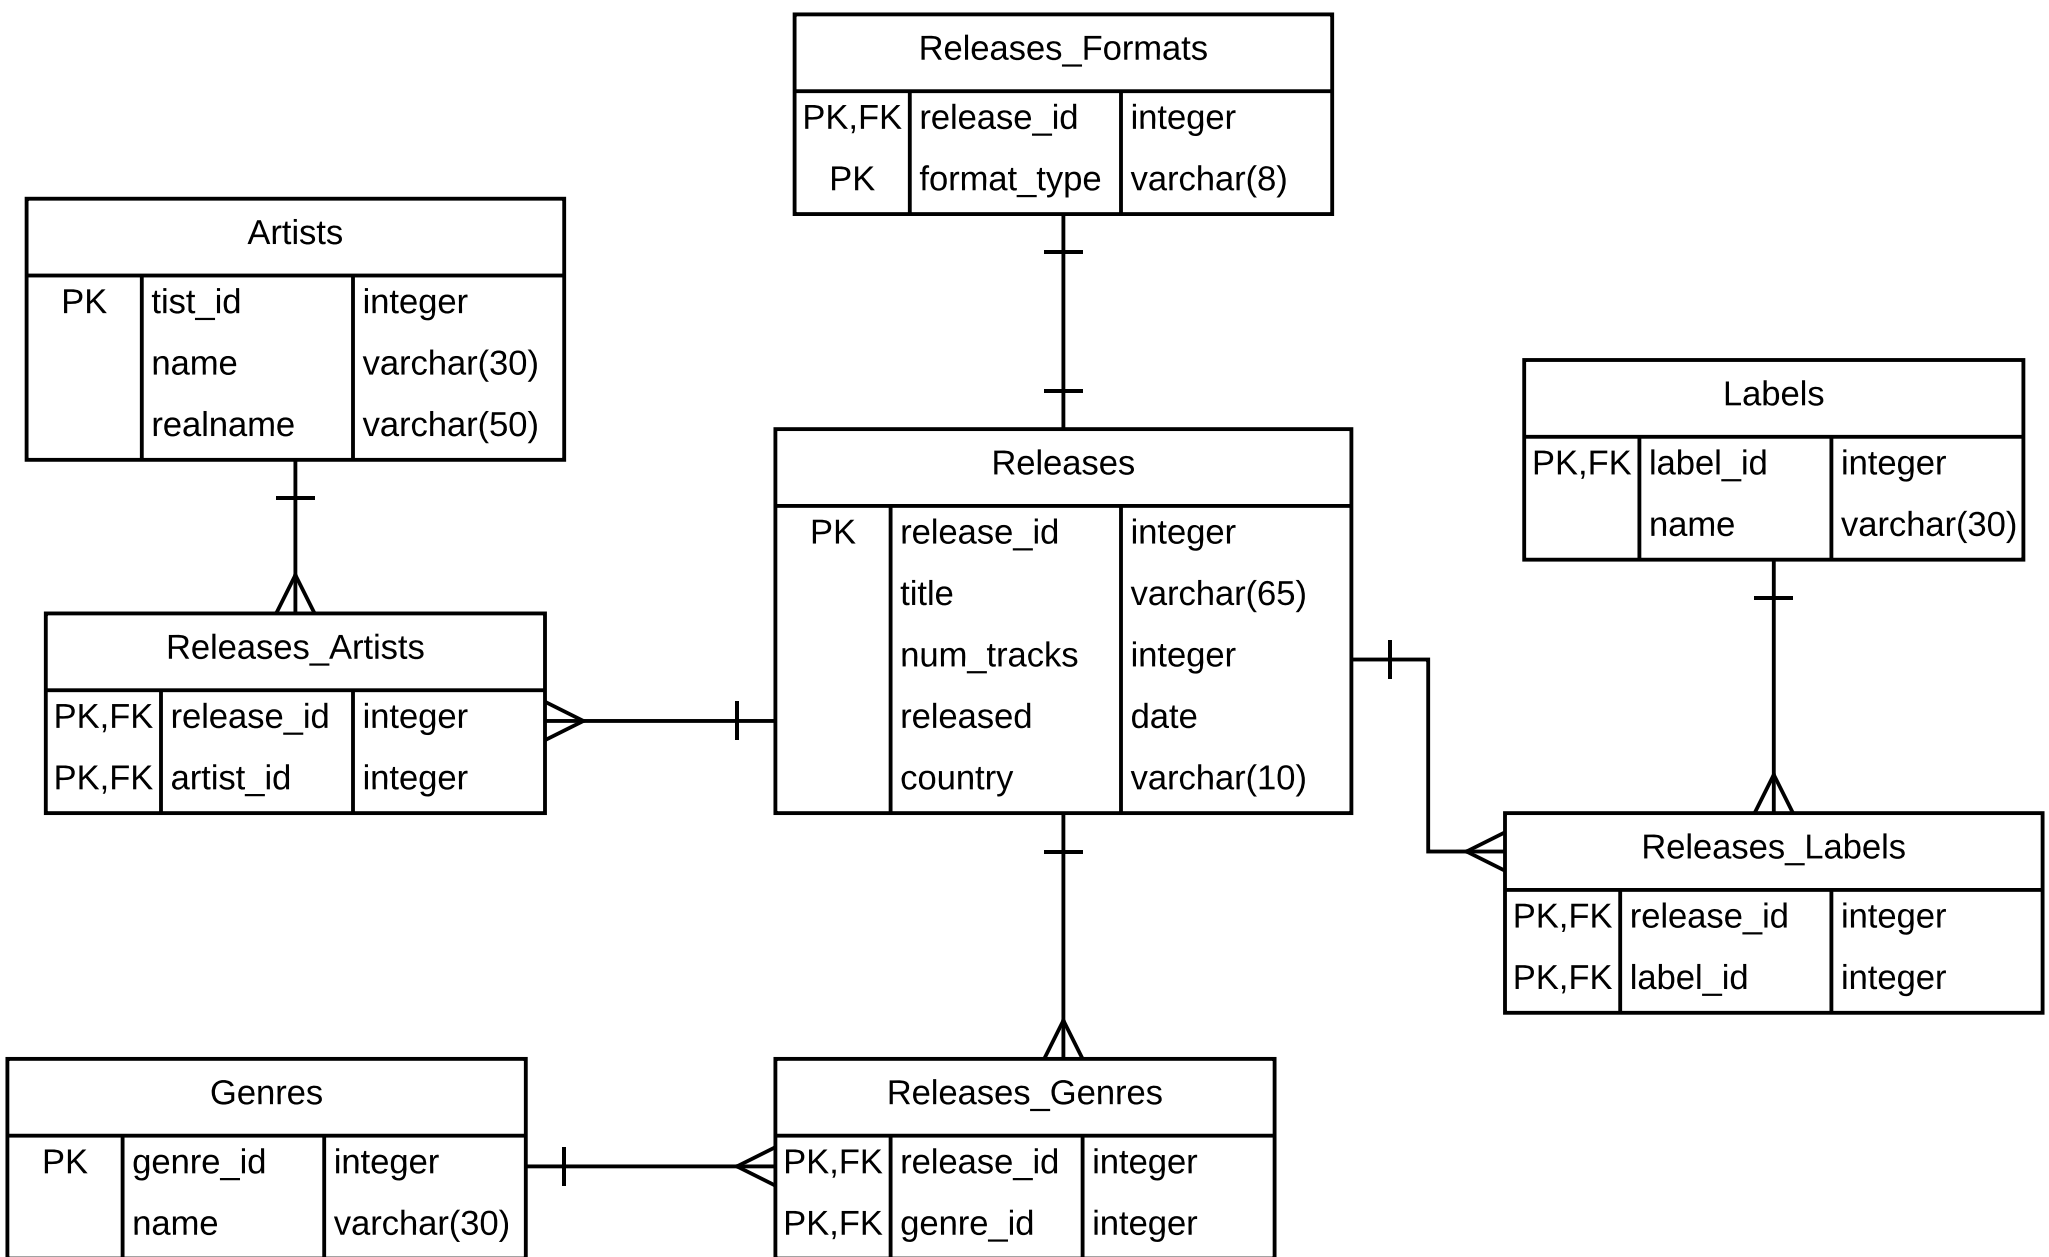 Releases_Formats
PK,FK release_id integer
PK format_type varchar(8)
Artists
PK tist_id integer
name varchar(30)
realname varchar(50)
Labels
PK,FK label_id integer
name varchar(30)
Releases
PK release_id integer
title varchar(65)
num_tracks integer
released date
country varchar(10)
Releases_Artists
PK,FK release_id integer
PK,FK artist_id integer
Releases_Labels
PK,FK release_id integer
PK,FK label_id integer
Genres
PK genre_id integer
name varchar(30)
Releases_Genres
PK,FK release_id integer
PK,FK genre_id integer